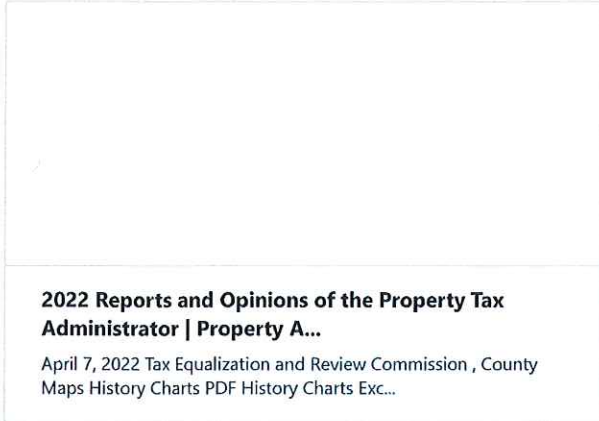 2022 Reports and Opinions of the Property Tax
Administrator | Property A...
April 7, 2022 Tax Equalization and Review Commission , County
Maps History Charts PDF History Charts Exc...